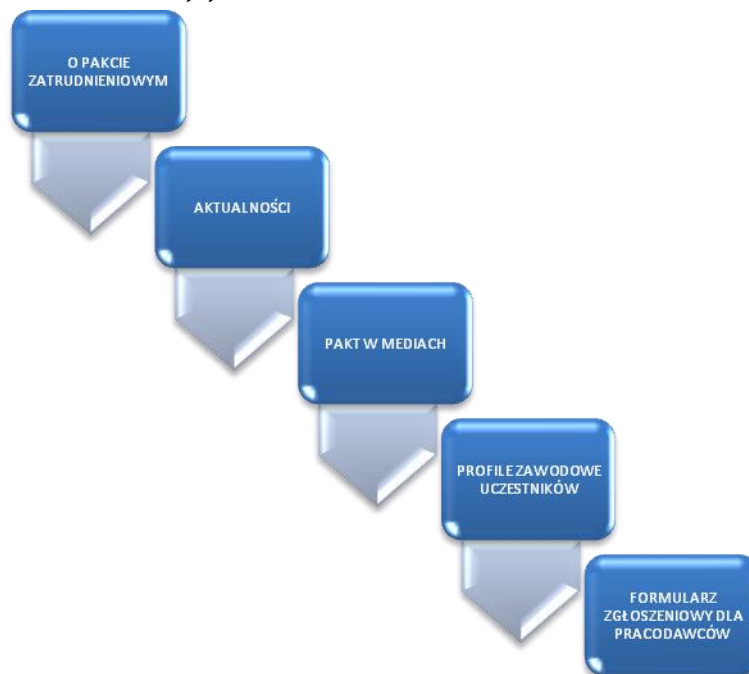 O PAKCIE
ZATRUDNIENIOWYM
AKTUALNOŚCI
PAKT W MEDIACH
PROFILE ZAWODOWE
UCZESTNIKÓW
FORMULARZ
ZGŁOSZENIOWY DLA
PRACODAWCÓW